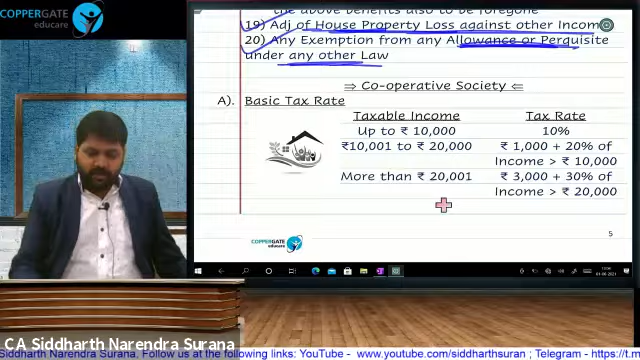 COPPERGATE
educare
the above benefits also to be foregone
19) Adj of House Property Loss against other Income
20) Any Exemption from any Allowance or Perquisite
under any other Law
⇒ Co-operative Society ⇐
A). Basic Tax Rate
Taxable Income Tax Rate
Up to ₹ 10,000 10%
₹10,001 to ₹ 20,000 ₹ 1,000 + 20% of
Income > ₹ 10,000
More than ₹ 20,001 ₹ 3,000 + 30% of
Income > ₹ 20,000
COPPERGATE
educare
5
CA Siddharth Narendra Surana
Siddharth Narendra Surana. Follow us at the following links: YouTube - www.youtube.com/siddharthsuran ; Telegram - https://t.m